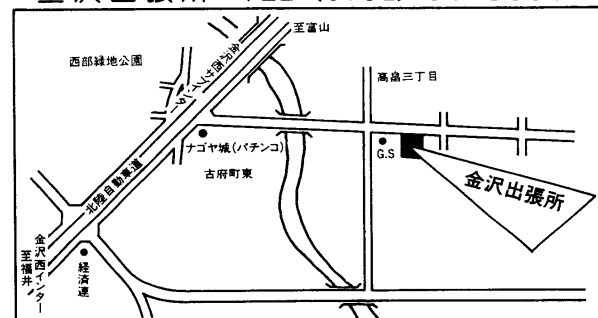 至富山
西部緑地公園
金沢西サブインター
高畠三丁目
ナゴヤ城(パチンコ)
G.S
古府町東
金沢出張所
北陸自動車道
金沢西インター
至福井
経済連